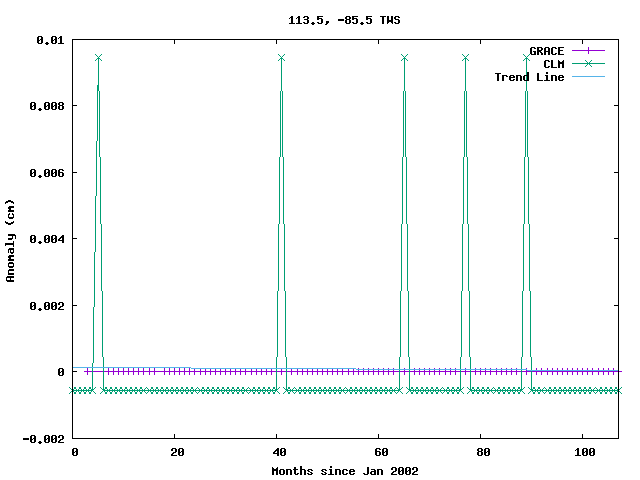 113.5, -85.5 TWS
GRACE
CLM
Trend Line
0.01
0.008
0.006
0.004
0.002
0
-0.002
Anomaly (cm)
0 20 40 60 80 100
Months since Jan 2002